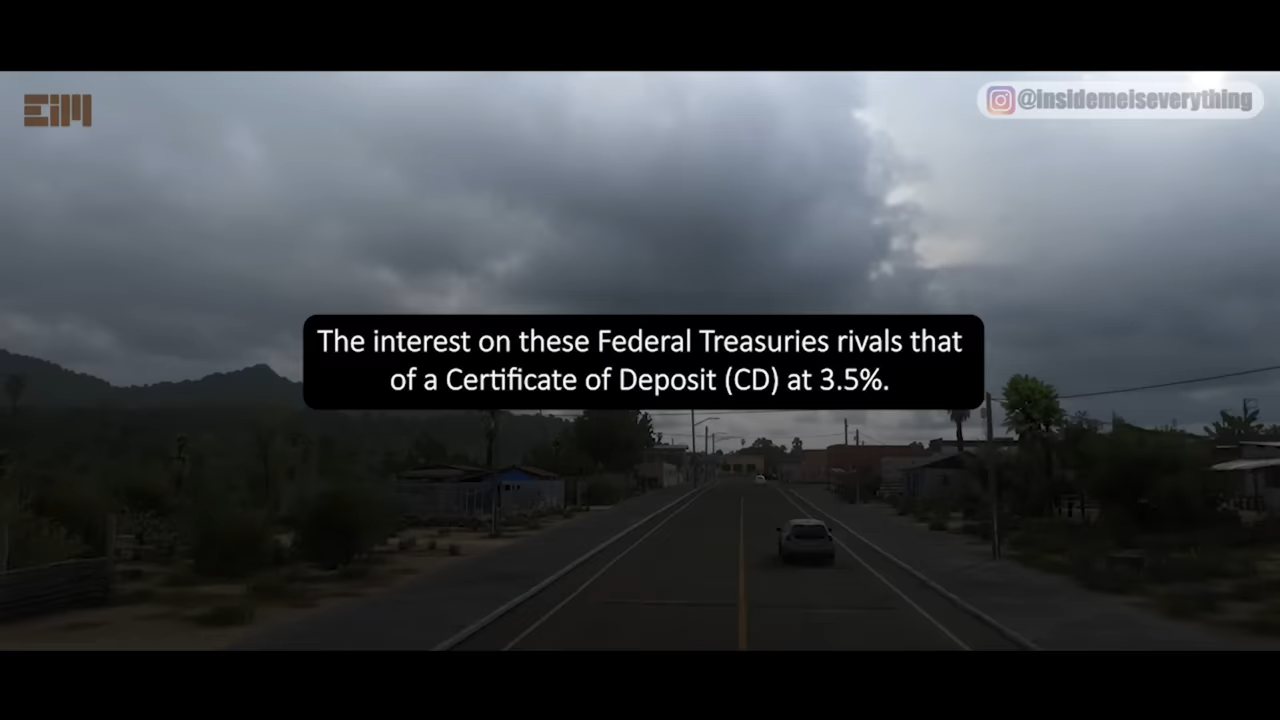 EiM
@insidemeiseverything
The interest on these Federal Treasuries rivals that
of a Certificate of Deposit (CD) at 3.5%.